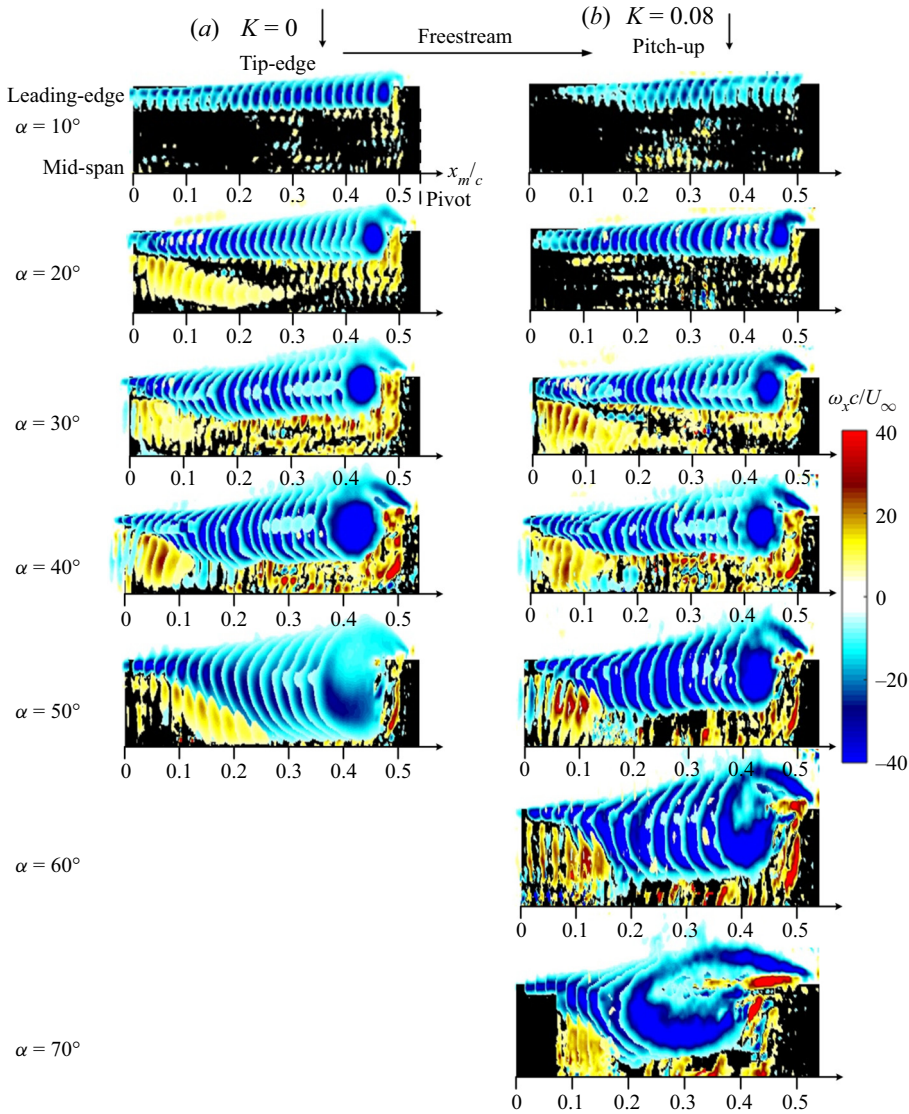 (a) K = 0
Freestream
(b) K = 0.08
Tip-edge
Pitch-up
Leading-edge
α = 10°
Mid-span
x_m/c
0 0.1 0.2 0.3 0.4 0.5
Pivot
0 0.1 0.2 0.3 0.4 0.5
α = 20°
0 0.1 0.2 0.3 0.4 0.5
0 0.1 0.2 0.3 0.4 0.5
α = 30°
0 0.1 0.2 0.3 0.4 0.5
0 0.1 0.2 0.3 0.4 0.5
ω_x c/U_∞
40
20
0
–20
–40
α = 40°
0 0.1 0.2 0.3 0.4 0.5
0 0.1 0.2 0.3 0.4 0.5
α = 50°
0 0.1 0.2 0.3 0.4 0.5
0 0.1 0.2 0.3 0.4 0.5
α = 60°
0 0.1 0.2 0.3 0.4 0.5
α = 70°
0 0.1 0.2 0.3 0.4 0.5